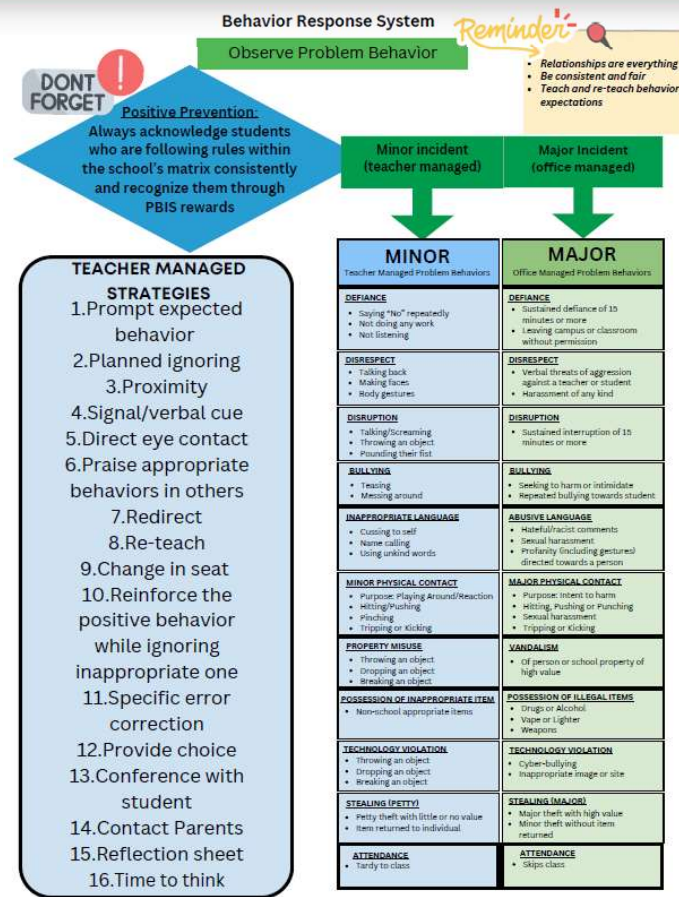 Behavior Response System
Reminder
Observe Problem Behavior
• Relationships are everything
• Be consistent and fair
• Teach and re-teach behavior
expectations
DONT
FORGET
Positive Prevention:
Always acknowledge students
who are following rules within
the school's matrix consistently
and recognize them through
PBIS rewards
Minor incident
(teacher managed)
Major Incident
(office managed)
TEACHER MANAGED
STRATEGIES
1.Prompt expected
behavior
2.Planned ignoring
3.Proximity
4.Signal/verbal cue
5.Direct eye contact
6.Praise appropriate
behaviors in others
7.Redirect
8.Re-teach
9.Change in seat
10.Reinforce the
positive behavior
while ignoring
inappropriate one
11.Specific error
correction
12.Provide choice
13.Conference with
student
14.Contact Parents
15.Reflection sheet
16.Time to think
MINOR
Teacher Managed Problem Behaviors
DEFIANCE
• Saying "No" repeatedly
• Not doing any work
• Not listening
DISRESPECT
• Talking back
• Making faces
• Body gestures
DISRUPTION
• Talking/Screaming
• Throwing an object
• Pounding their fist
BULLYING
• Teasing
• Messing around
INAPPROPRIATE LANGUAGE
• Cussing to self
• Name calling
• Using unkind words
MINOR PHYSICAL CONTACT
• Purpose: Playing Around/Reaction
• Hitting/Pushing
• Pinching
• Tripping or Kicking
PROPERTY MISUSE
• Throwing an object
• Dropping an object
• Breaking an object
POSSESSION OF INAPPROPRIATE ITEM
• Non-school appropriate items
TECHNOLOGY VIOLATION
• Throwing an object
• Dropping an object
• Breaking an object
STEALING (PETTY)
• Petty theft with little or no value
• Item returned to individual
ATTENDANCE
• Tardy to class
MAJOR
Office Managed Problem Behaviors
DEFIANCE
• Sustained defiance of 15
minutes or more
• Leaving campus or classroom
without permission
DISRESPECT
• Verbal threats of aggression
against a teacher or student
• Harassment of any kind
DISRUPTION
• Sustained interruption of 15
minutes or more
BULLYING
• Seeking to harm or intimidate
• Repeated bullying towards student
ABUSIVE LANGUAGE
• Hateful/racist comments
• Sexual harassment
• Profanity (including gestures)
directed towards a person
MAJOR PHYSICAL CONTACT
• Purpose: Intent to harm
• Hitting, Pushing or Punching
• Sexual harassment
• Tripping or Kicking
VANDALISM
• Of person or school property of
high value
POSSESSION OF ILLEGAL ITEMS
• Drugs or Alcohol
• Vape or Lighter
• Weapons
TECHNOLOGY VIOLATION
• Cyber-bullying
• Inappropriate image or site
STEALING (MAJOR)
• Major theft with high value
• Minor theft without item
returned
ATTENDANCE
• Skips class